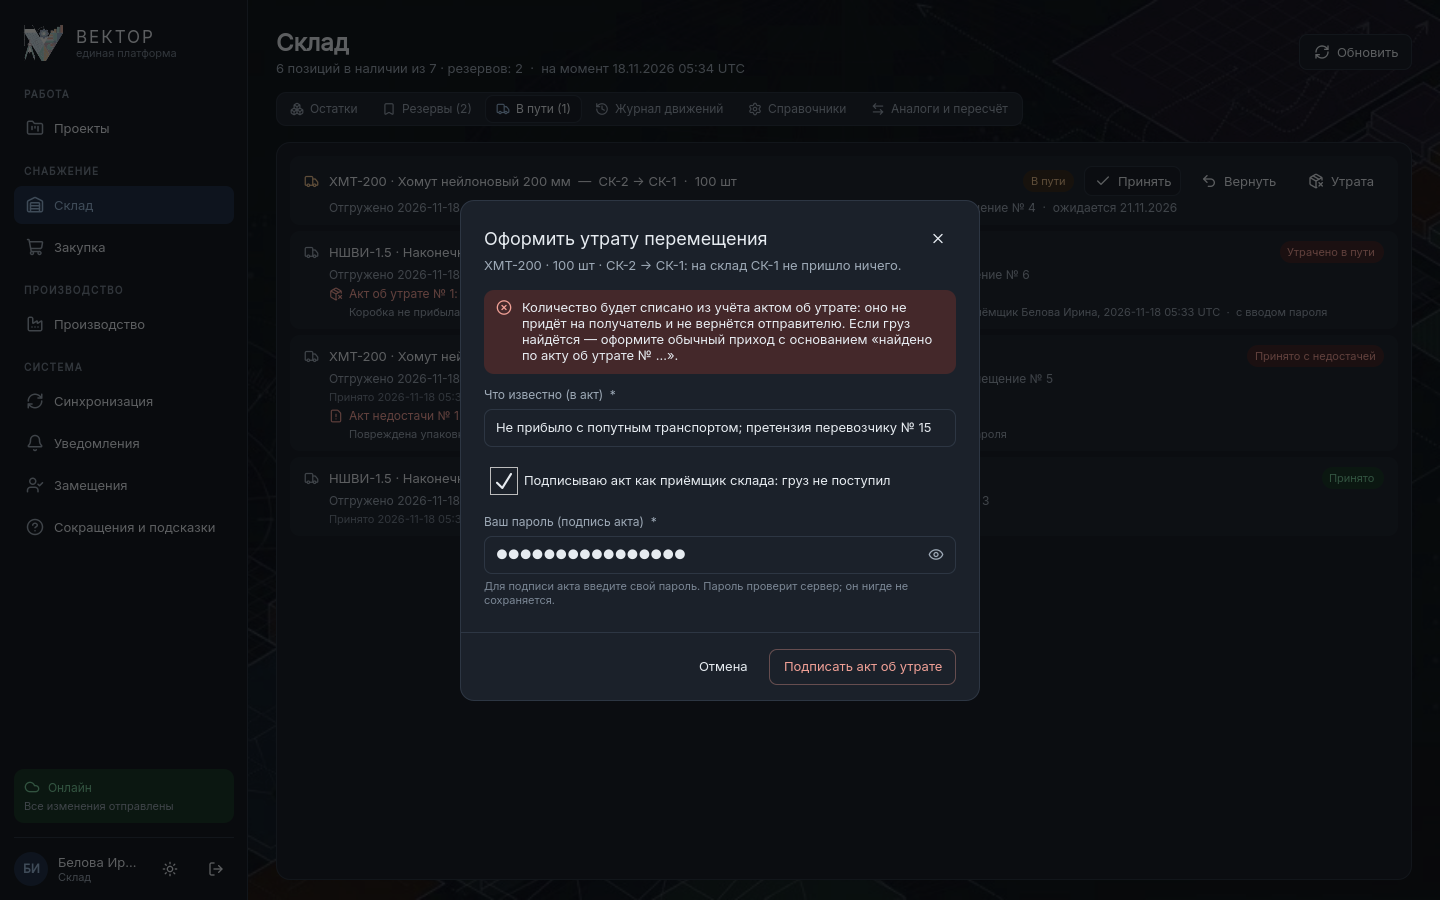 ВЕКТОР
единая платформа
РАБОТА
Проекты
СНАБЖЕНИЕ
Склад
Закупка
ПРОИЗВОДСТВО
Производство
СИСТЕМА
Синхронизация
Уведомления
Замещения
Сокращения и подсказки
Онлайн
Все изменения отправлены
БИ
Белова Ир...
Склад
Склад
6 позиций в наличии из 7 · резервов: 2 · на момент 18.11.2026 05:34 UTC
Обновить
Остатки
Резервы (2)
В пути (1)
Журнал движений
Справочники
Аналоги и пересчёт
ХМТ-200 · Хомут нейлоновый 200 мм — СК-2 → СК-1 · 100 шт
В пути
Принять
Вернуть
Утрата
Отгружено 2026-11-18
ение № 4 · ожидается 21.11.2026
НШВИ-1.5 · Наконеч
Утрачено в пути
Отгружено 2026-11-18
ние № 6
Акт об утрате № 1:
Коробка не прибыла
ёмщик Белова Ирина, 2026-11-18 05:33 UTC · с вводом пароля
ХМТ-200 · Хомут ней
Принято с недостачей
Отгружено 2026-11-18
ещение № 5
Принято 2026-11-18 05:3
Акт недостачи № 1
Повреждена упаков
роля
НШВИ-1.5 · Наконеч
Принято
Отгружено 2026-11-18
3
Принято 2026-11-18 05:3
Оформить утрату перемещения
ХМТ-200 · 100 шт · СК-2 → СК-1: на склад СК-1 не пришло ничего.
Количество будет списано из учёта актом об утрате: оно не
придёт на получатель и не вернётся отправителю. Если груз
найдётся — оформите обычный приход с основанием «найдено
по акту об утрате № ...».
Что известно (в акт) *
Не прибыло с попутным транспортом; претензия перевозчику № 15
Подписываю акт как приёмщик склада: груз не поступил
Ваш пароль (подпись акта) *
Для подписи акта введите свой пароль. Пароль проверит сервер; он нигде не
сохраняется.
Отмена
Подписать акт об утрате